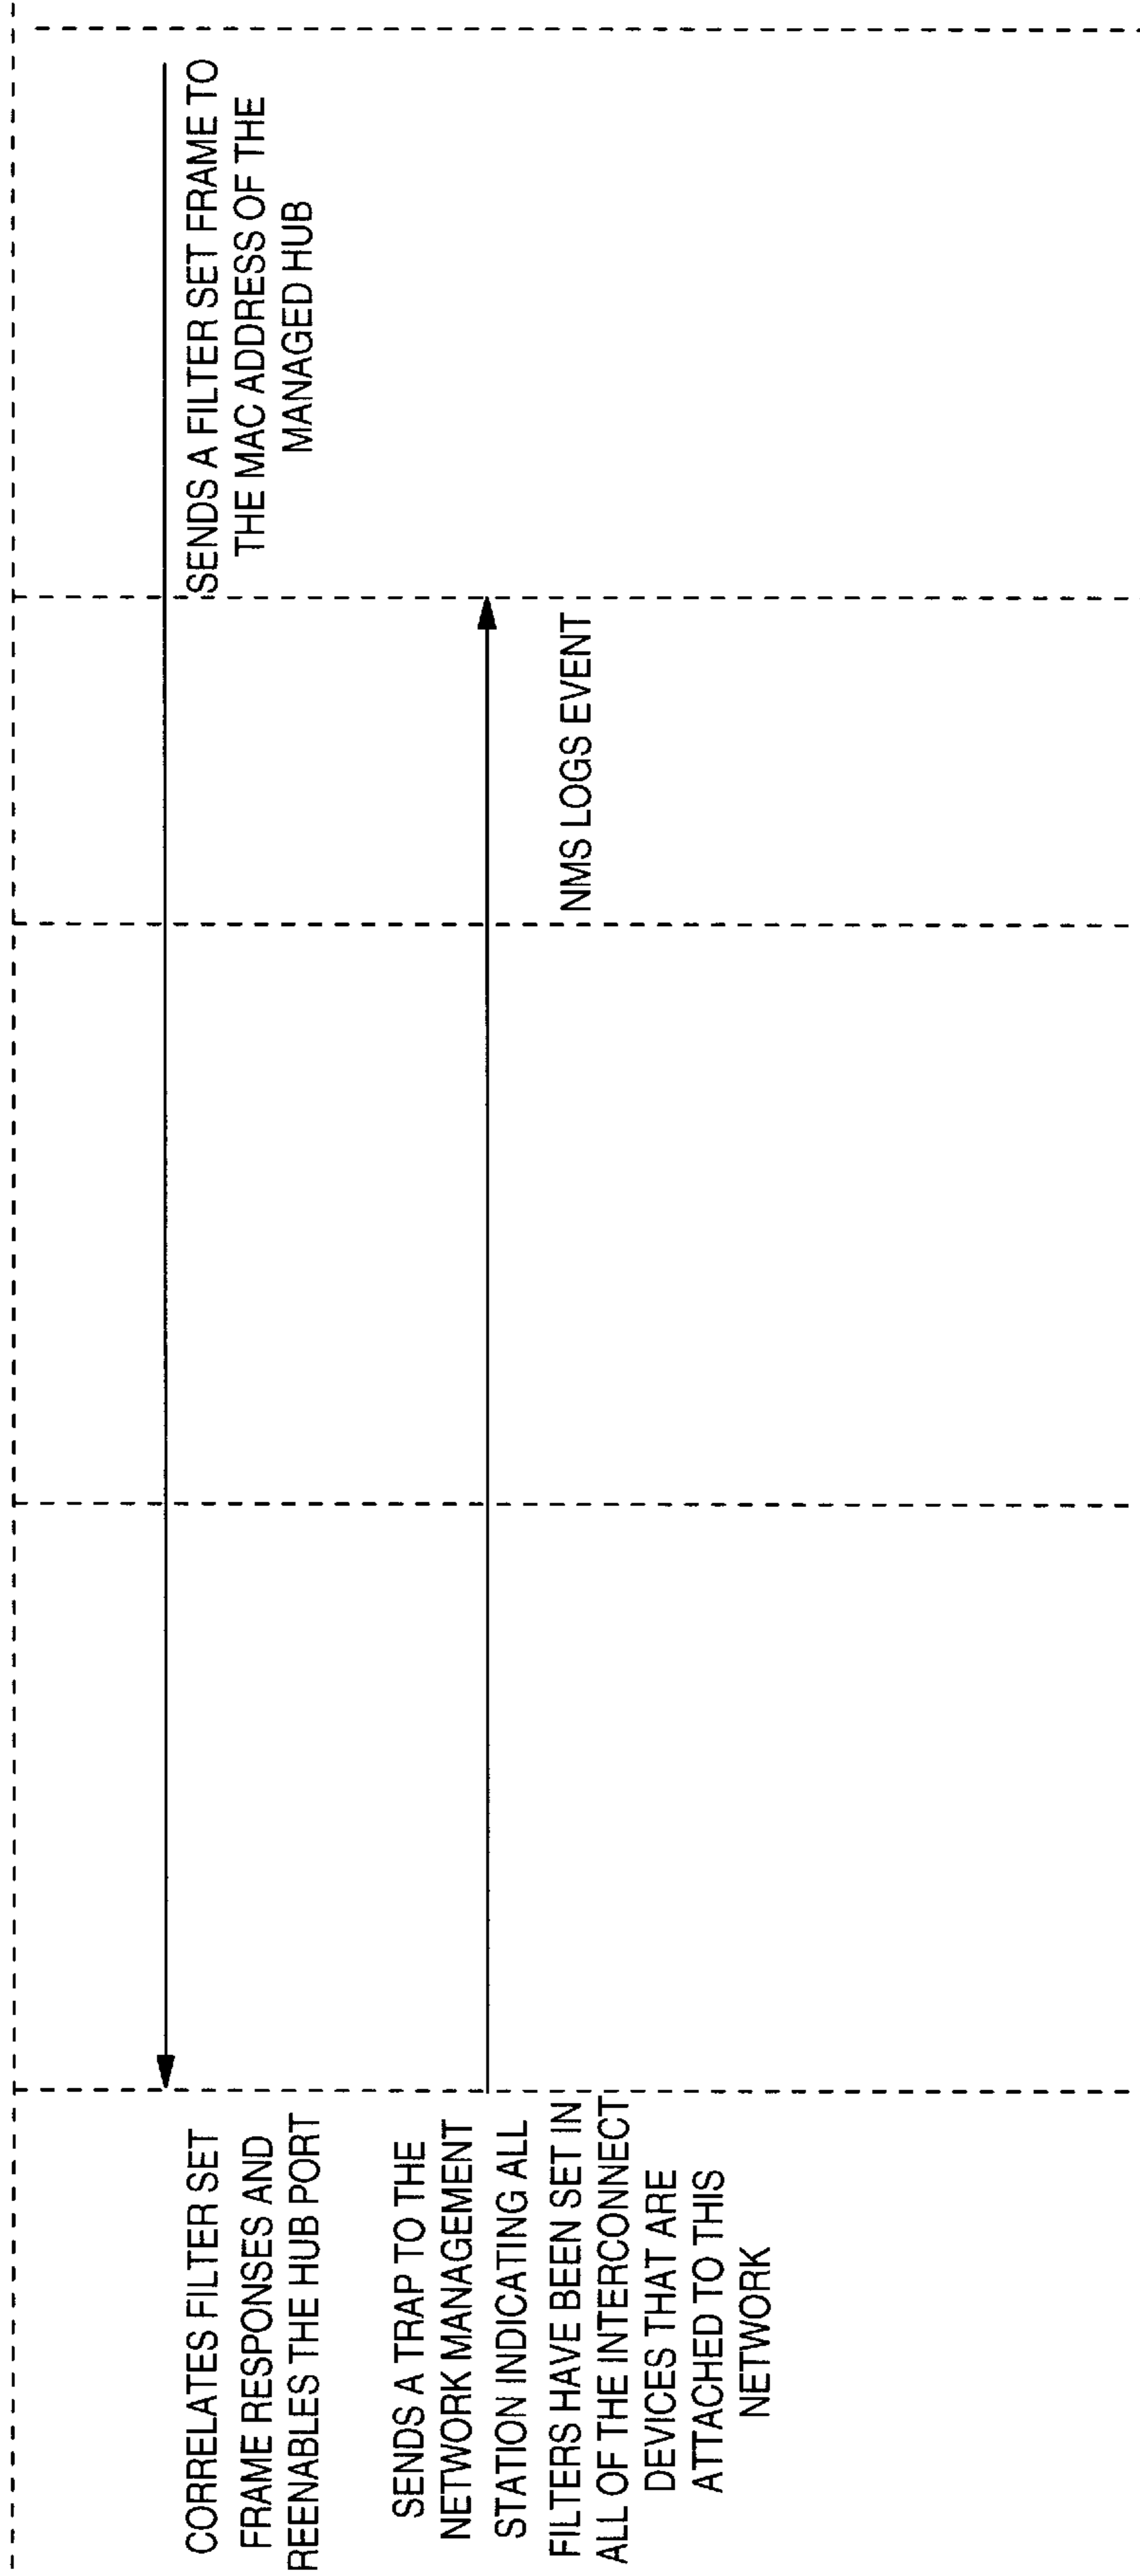 SENDS A FILTER SET FRAME TO
THE MAC ADDRESS OF THE
MANAGED HUB
CORRELATES FILTER SET
FRAME RESPONSES AND
REENABLES THE HUB PORT
SENDS A TRAP TO THE
NETWORK MANAGEMENT
STATION INDICATING ALL
FILTERS HAVE BEEN SET IN
ALL OF THE INTERCONNECT
DEVICES THAT ARE
ATTACHED TO THIS
NETWORK
NMS LOGS EVENT